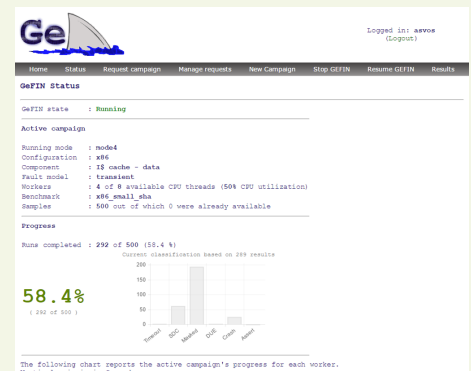 Ge
Logged in: asvos
(Logout)
Home Status Request campaign Manage requests New Campaign Stop GEFIN Resume GEFIN Results
GeFIN Status
GeFIN state : Running
Active campaign
Running mode : mode4
Configuration : x86
Component : I$ cache - data
Fault model : transient
Workers : 4 of 8 available CPU threads (50% CPU utilization)
Benchmark : x86_small_sha
Samples : 500 out of which 0 were already available
Progress
Runs completed : 292 of 500 (58.4 %)
Current classification based on 288 results
200
150
100
50
0
Timeout SDC Masked DUE Crash Assert
58.4%
( 292 of 500 )
The following chart reports the active campaign's progress for each worker.